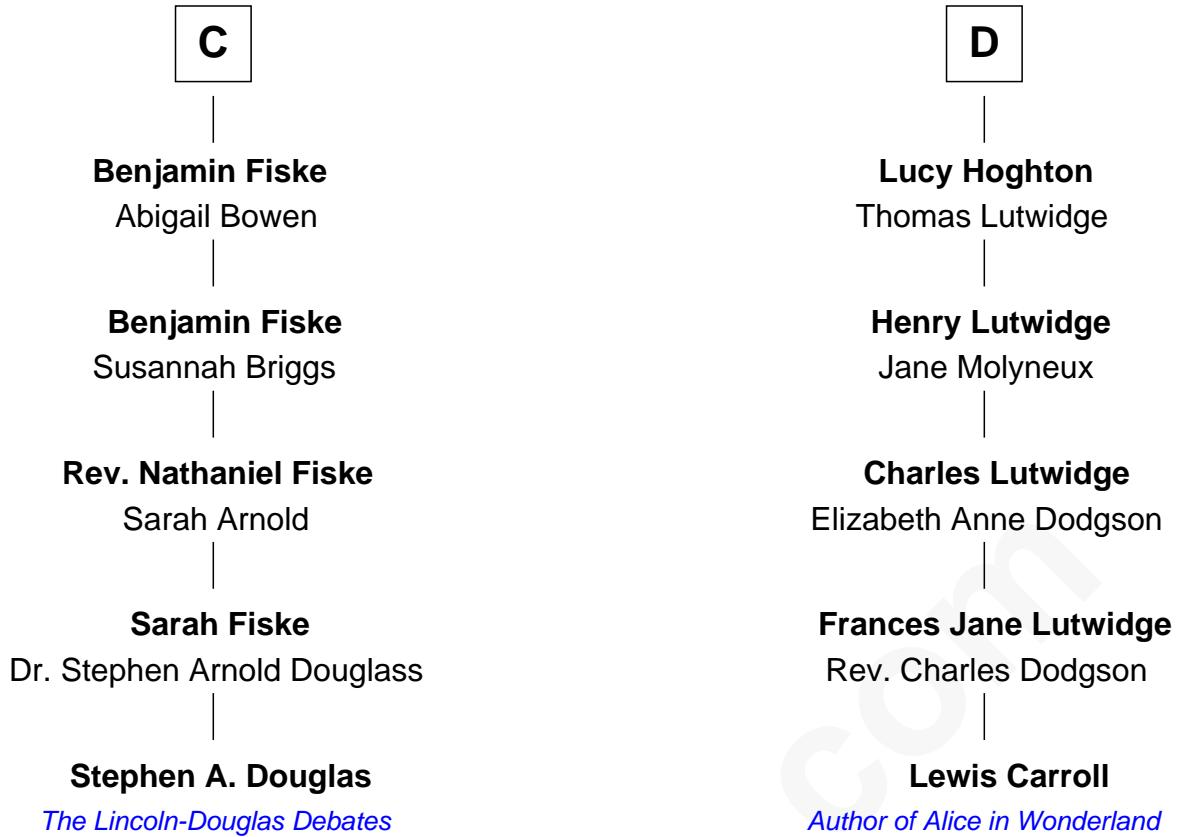 C
Benjamin Fiske
Abigail Bowen
Benjamin Fiske
Susannah Briggs
Rev. Nathaniel Fiske
Sarah Arnold
Sarah Fiske
Dr. Stephen Arnold Douglass
Stephen A. Douglas
The Lincoln-Douglas Debates
D
Lucy Hoghton
Thomas Lutwidge
Henry Lutwidge
Jane Molyneux
Charles Lutwidge
Elizabeth Anne Dodgson
Frances Jane Lutwidge
Rev. Charles Dodgson
Lewis Carroll
Author of Alice in Wonderland
com